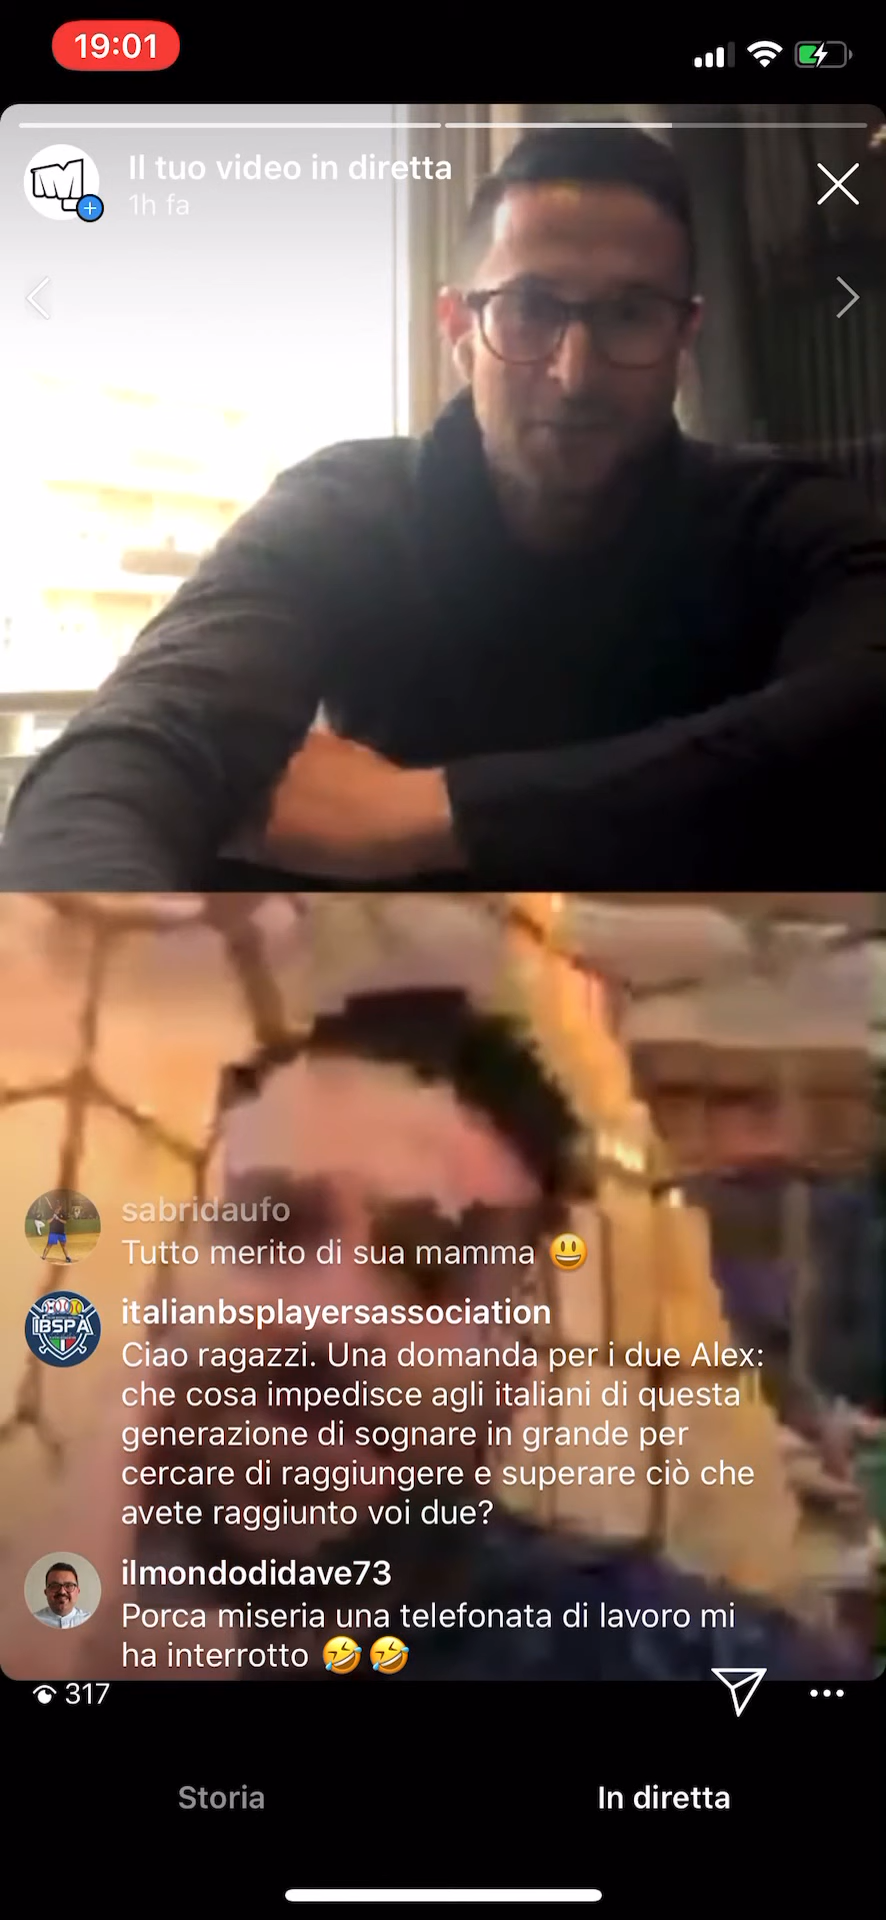 19:01
Il tuo video in diretta
1h fa
sabridaufo
Tutto merito di sua mamma 😃
IBSPA
italianbsplayersassociation
Ciao ragazzi. Una domanda per i due Alex:
che cosa impedisce agli italiani di questa
generazione di sognare in grande per
cercare di raggiungere e superare ciò che
avete raggiunto voi due?
ilmondodidave73
Porca miseria una telefonata di lavoro mi
ha interrotto 🤣🤣
317
Storia
In diretta